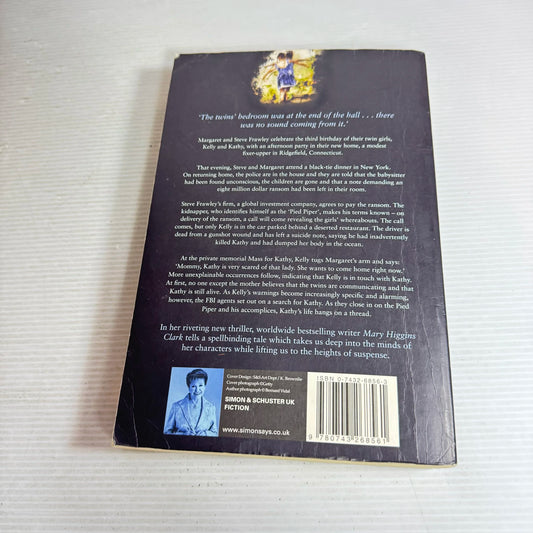 'The twins' bedroom was at the end of the hall . . . there
was no sound coming from it.'
Margaret and Steve Frawley celebrate the third birthday of their twin girls,
Kelly and Kathy, with an afternoon party in their new home, a modest
fixer-upper in Ridgefield, Connecticut.
That evening, Steve and Margaret attend a black-tie dinner in New York.
On returning home, the police are in the house and they are told that the babysitter
had been found unconscious, the children are gone and that a note demanding an
eight million dollar ransom had been left in their room.
Steve Frawley's firm, a global investment company, agrees to pay the ransom. The
kidnapper, who identifies himself as the 'Pied Piper', makes his terms known – on
delivery of the ransom, a call will come revealing the girls' whereabouts. The call
comes, but only Kelly is in the car parked behind a deserted restaurant. The driver is
dead from a gunshot wound and has left a suicide note, saying he had inadvertently
killed Kathy and had dumped her body in the ocean.
At the private memorial Mass for Kathy, Kelly tugs Margaret's arm and says:
'Mommy, Kathy is very scared of that lady. She wants to come home right now.'
More unexplainable occurrences follow, indicating that Kelly is in touch with Kathy.
At first, no one except the mother believes that the twins are communicating and that
Kathy is still alive. As Kelly's warnings become increasingly specific and alarming,
however, the FBI agents set out on a search for Kathy. As they close in on the Pied
Piper and his accomplices, Kathy's life hangs on a thread.
In her riveting new thriller, worldwide bestselling writer Mary Higgins
Clark tells a spellbinding tale which takes us deep into the minds of
her characters while lifting us to the heights of suspense.
Cover Design : S&S Art Dept / K. Brownlie
Cover photograph ©Getty
Author photograph © Bernard Vidal
SIMON & SCHUSTER UK
FICTION
www.simonsays.co.uk
ISBN 0-7432-6856-3
9 780743 268561